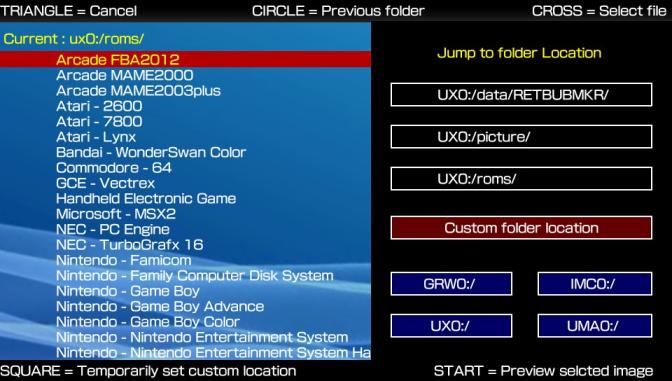 TRIANGLE = Cancel
CIRCLE = Previous folder
CROSS = Select file
Current : ux0:/roms/
Arcade FBA2012
Arcade MAME2000
Arcade MAME2003plus
Atari - 2600
Atari - 7800
Atari - Lynx
Bandai - WonderSwan Color
Commodore - 64
GCE - Vectrex
Handheld Electronic Game
Microsoft - MSX2
NEC - PC Engine
NEC - TurboGrafx 16
Nintendo - Famicom
Nintendo - Family Computer Disk System
Nintendo - Game Boy
Nintendo - Game Boy Advance
Nintendo - Game Boy Color
Nintendo - Nintendo Entertainment System
Nintendo - Nintendo Entertainment System Ha
Jump to folder Location
UX0:/data/RETBUBMKR/
UX0:/picture/
UX0:/roms/
Custom folder location
GRW0:/
IMC0:/
UX0:/
UMA0:/
SQUARE = Temporarily set custom location
START = Preview selcted image